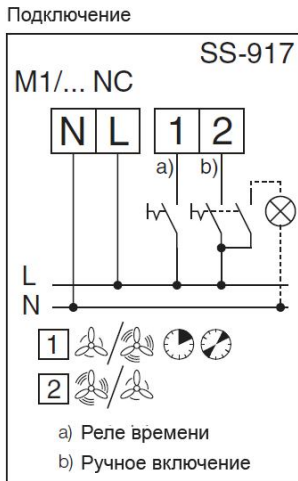 Подключение
SS-917
M1/... NC
N L 1 2
a) b)
L
N
1
2
a) Реле времени
b) Ручное включение